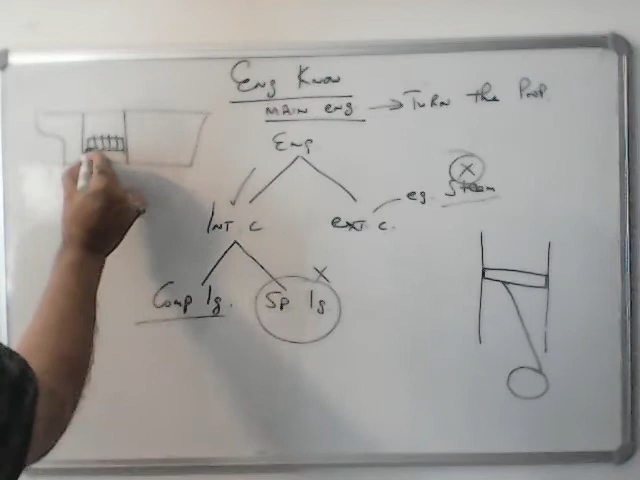 Eng Know
MAIN eng → TURN the PROP
Eng
X
INT C
ext c.
eg. Steam
X
Comp Ig.
Sp Ig